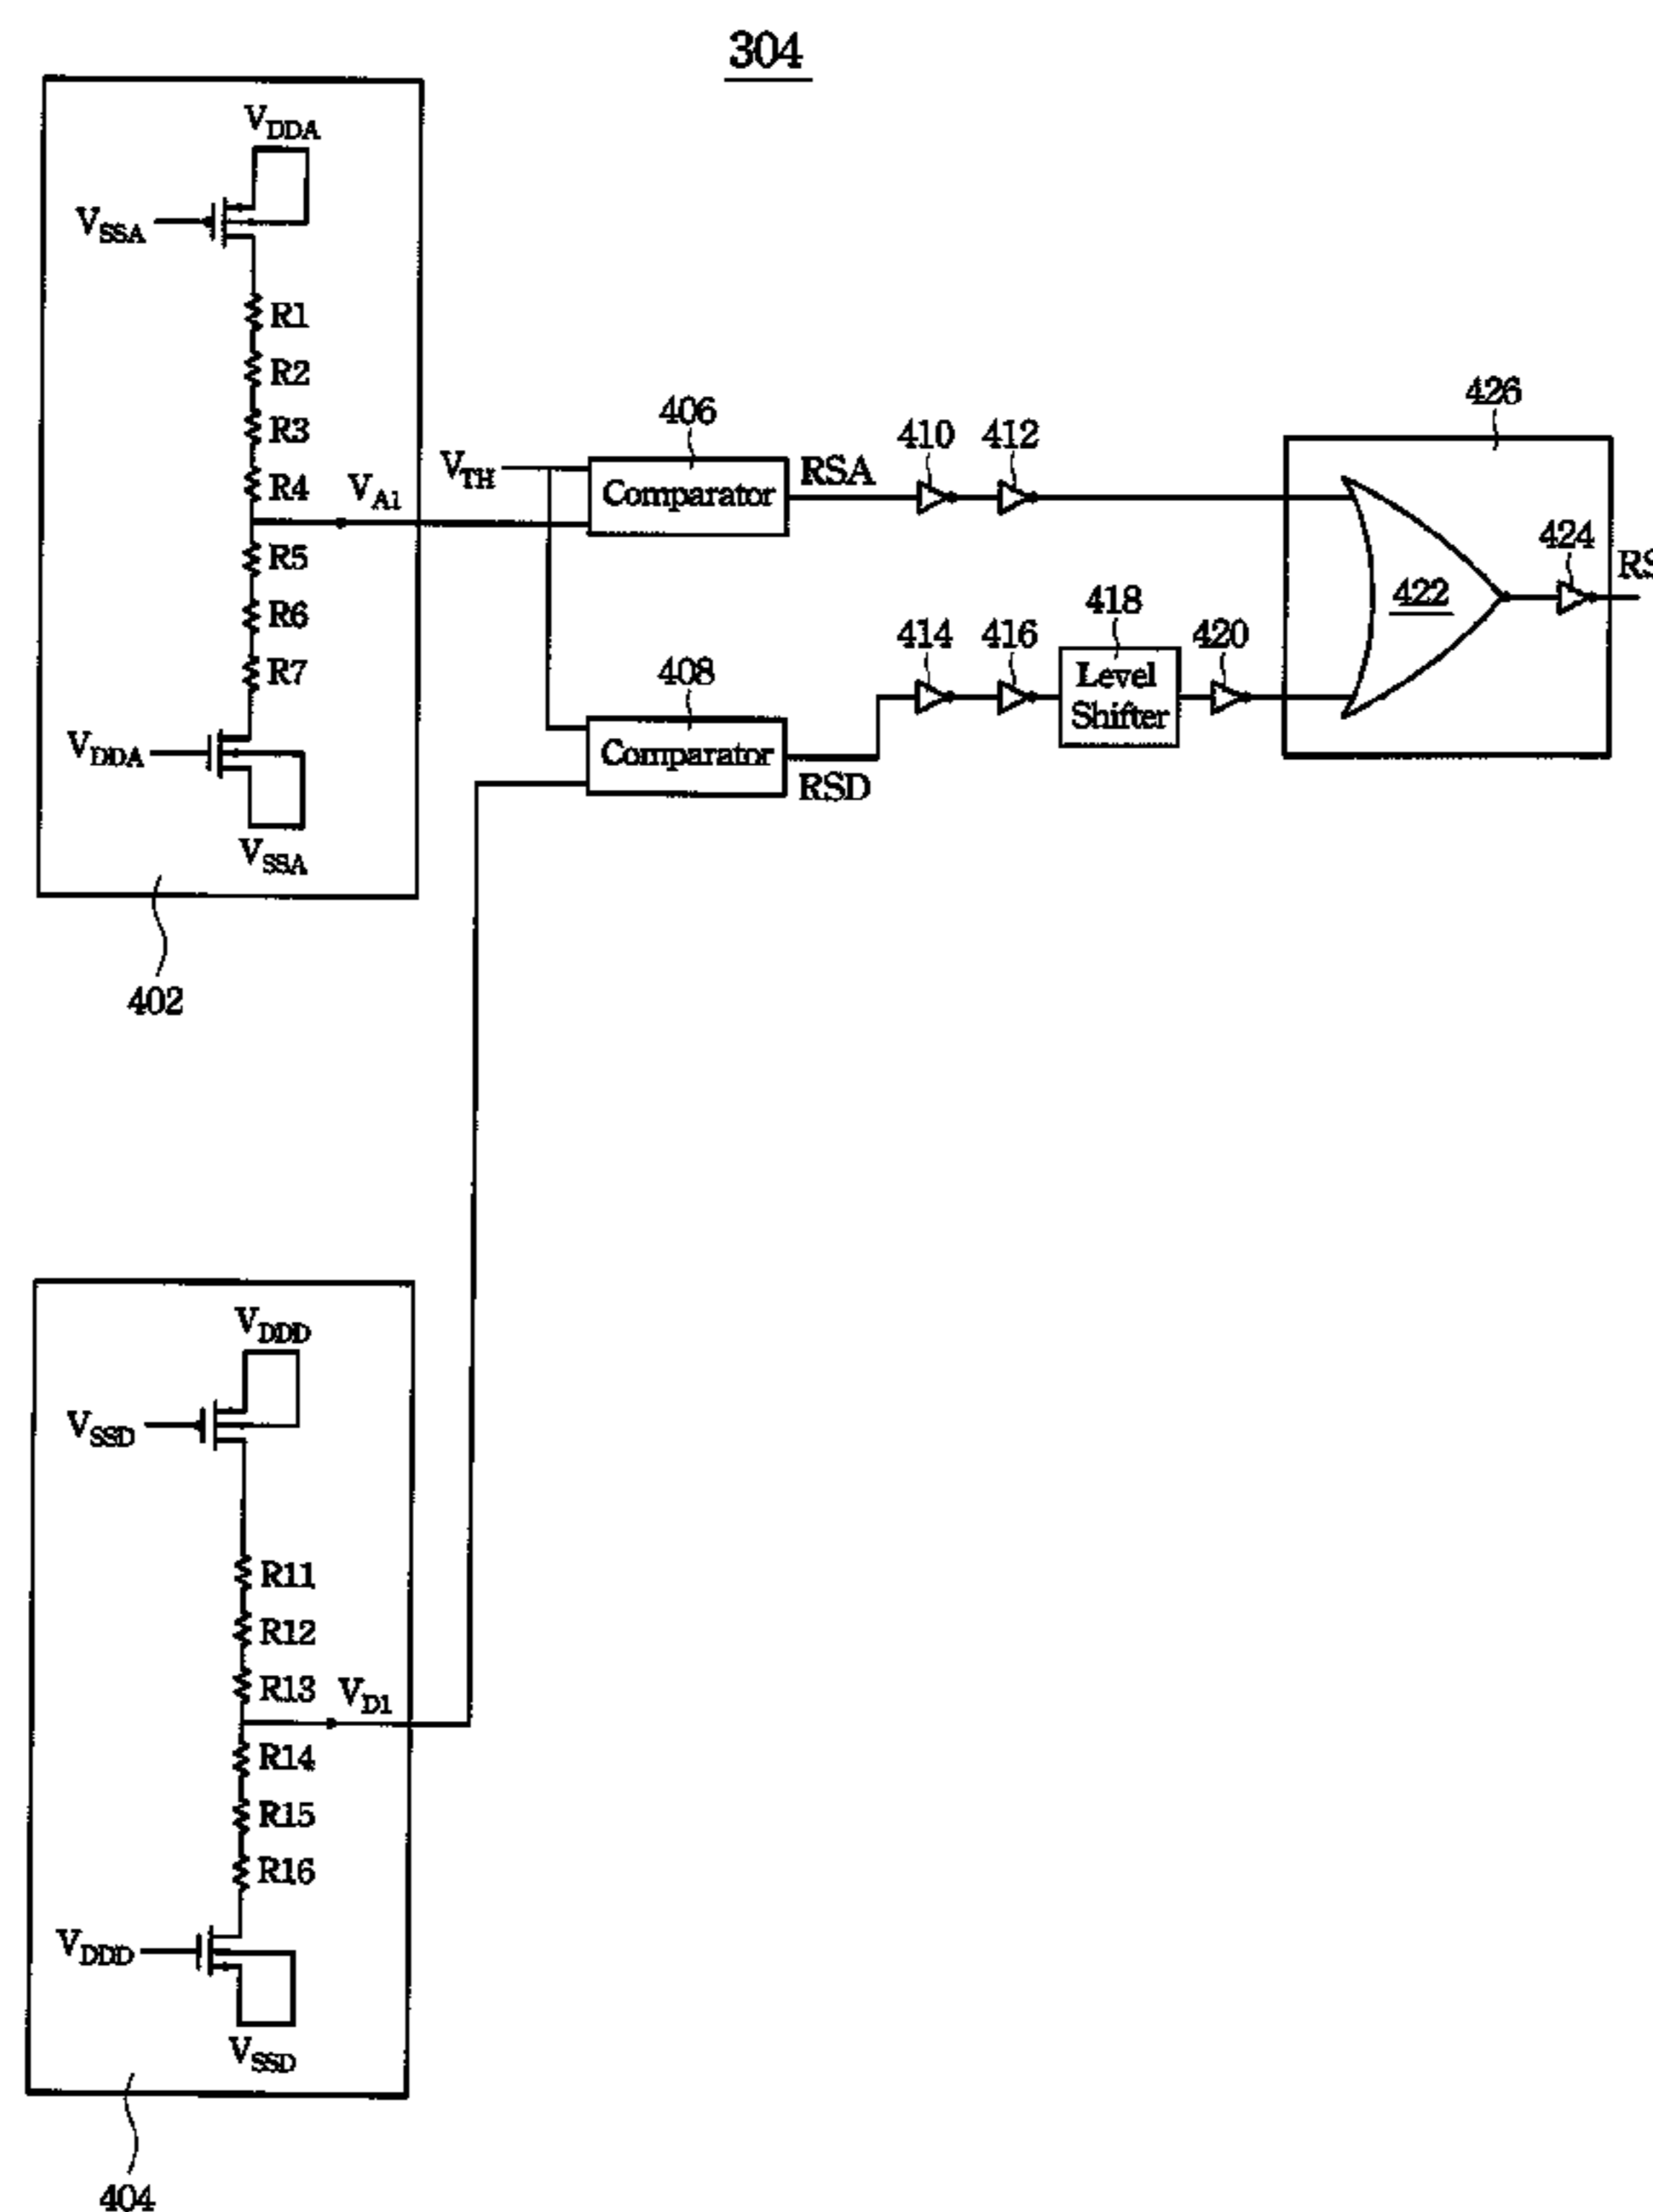 304
VDDA
VSSA
R1
R2
R3
R4
VA1
R5
R6
R7
VDDA
VSSA
402
VTH
406
Comparator
RSA
410
412
426
422
424
RS
408
Comparator
RSD
414
416
418
Level
Shifter
420
VDDD
VSSD
R11
R12
R13
VD1
R14
R15
R16
VDDD
VSSD
404